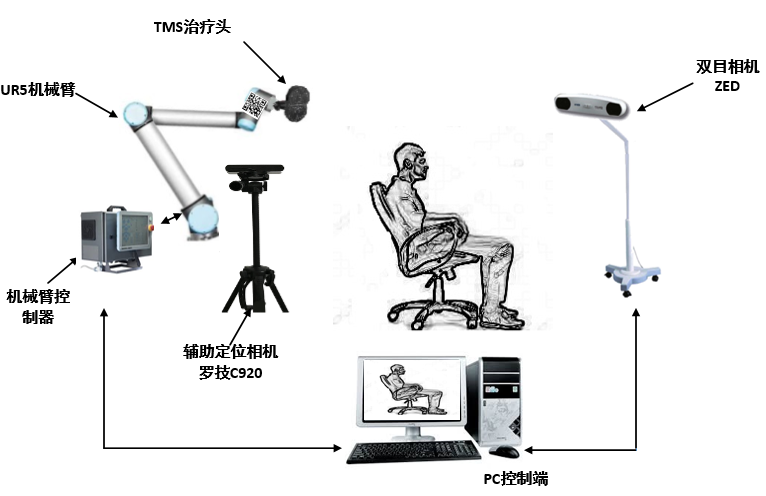 TMS治疗头
UR5机械臂
双目相机
ZED
机械臂控
制器
辅助定位相机
罗技C920
PC控制端